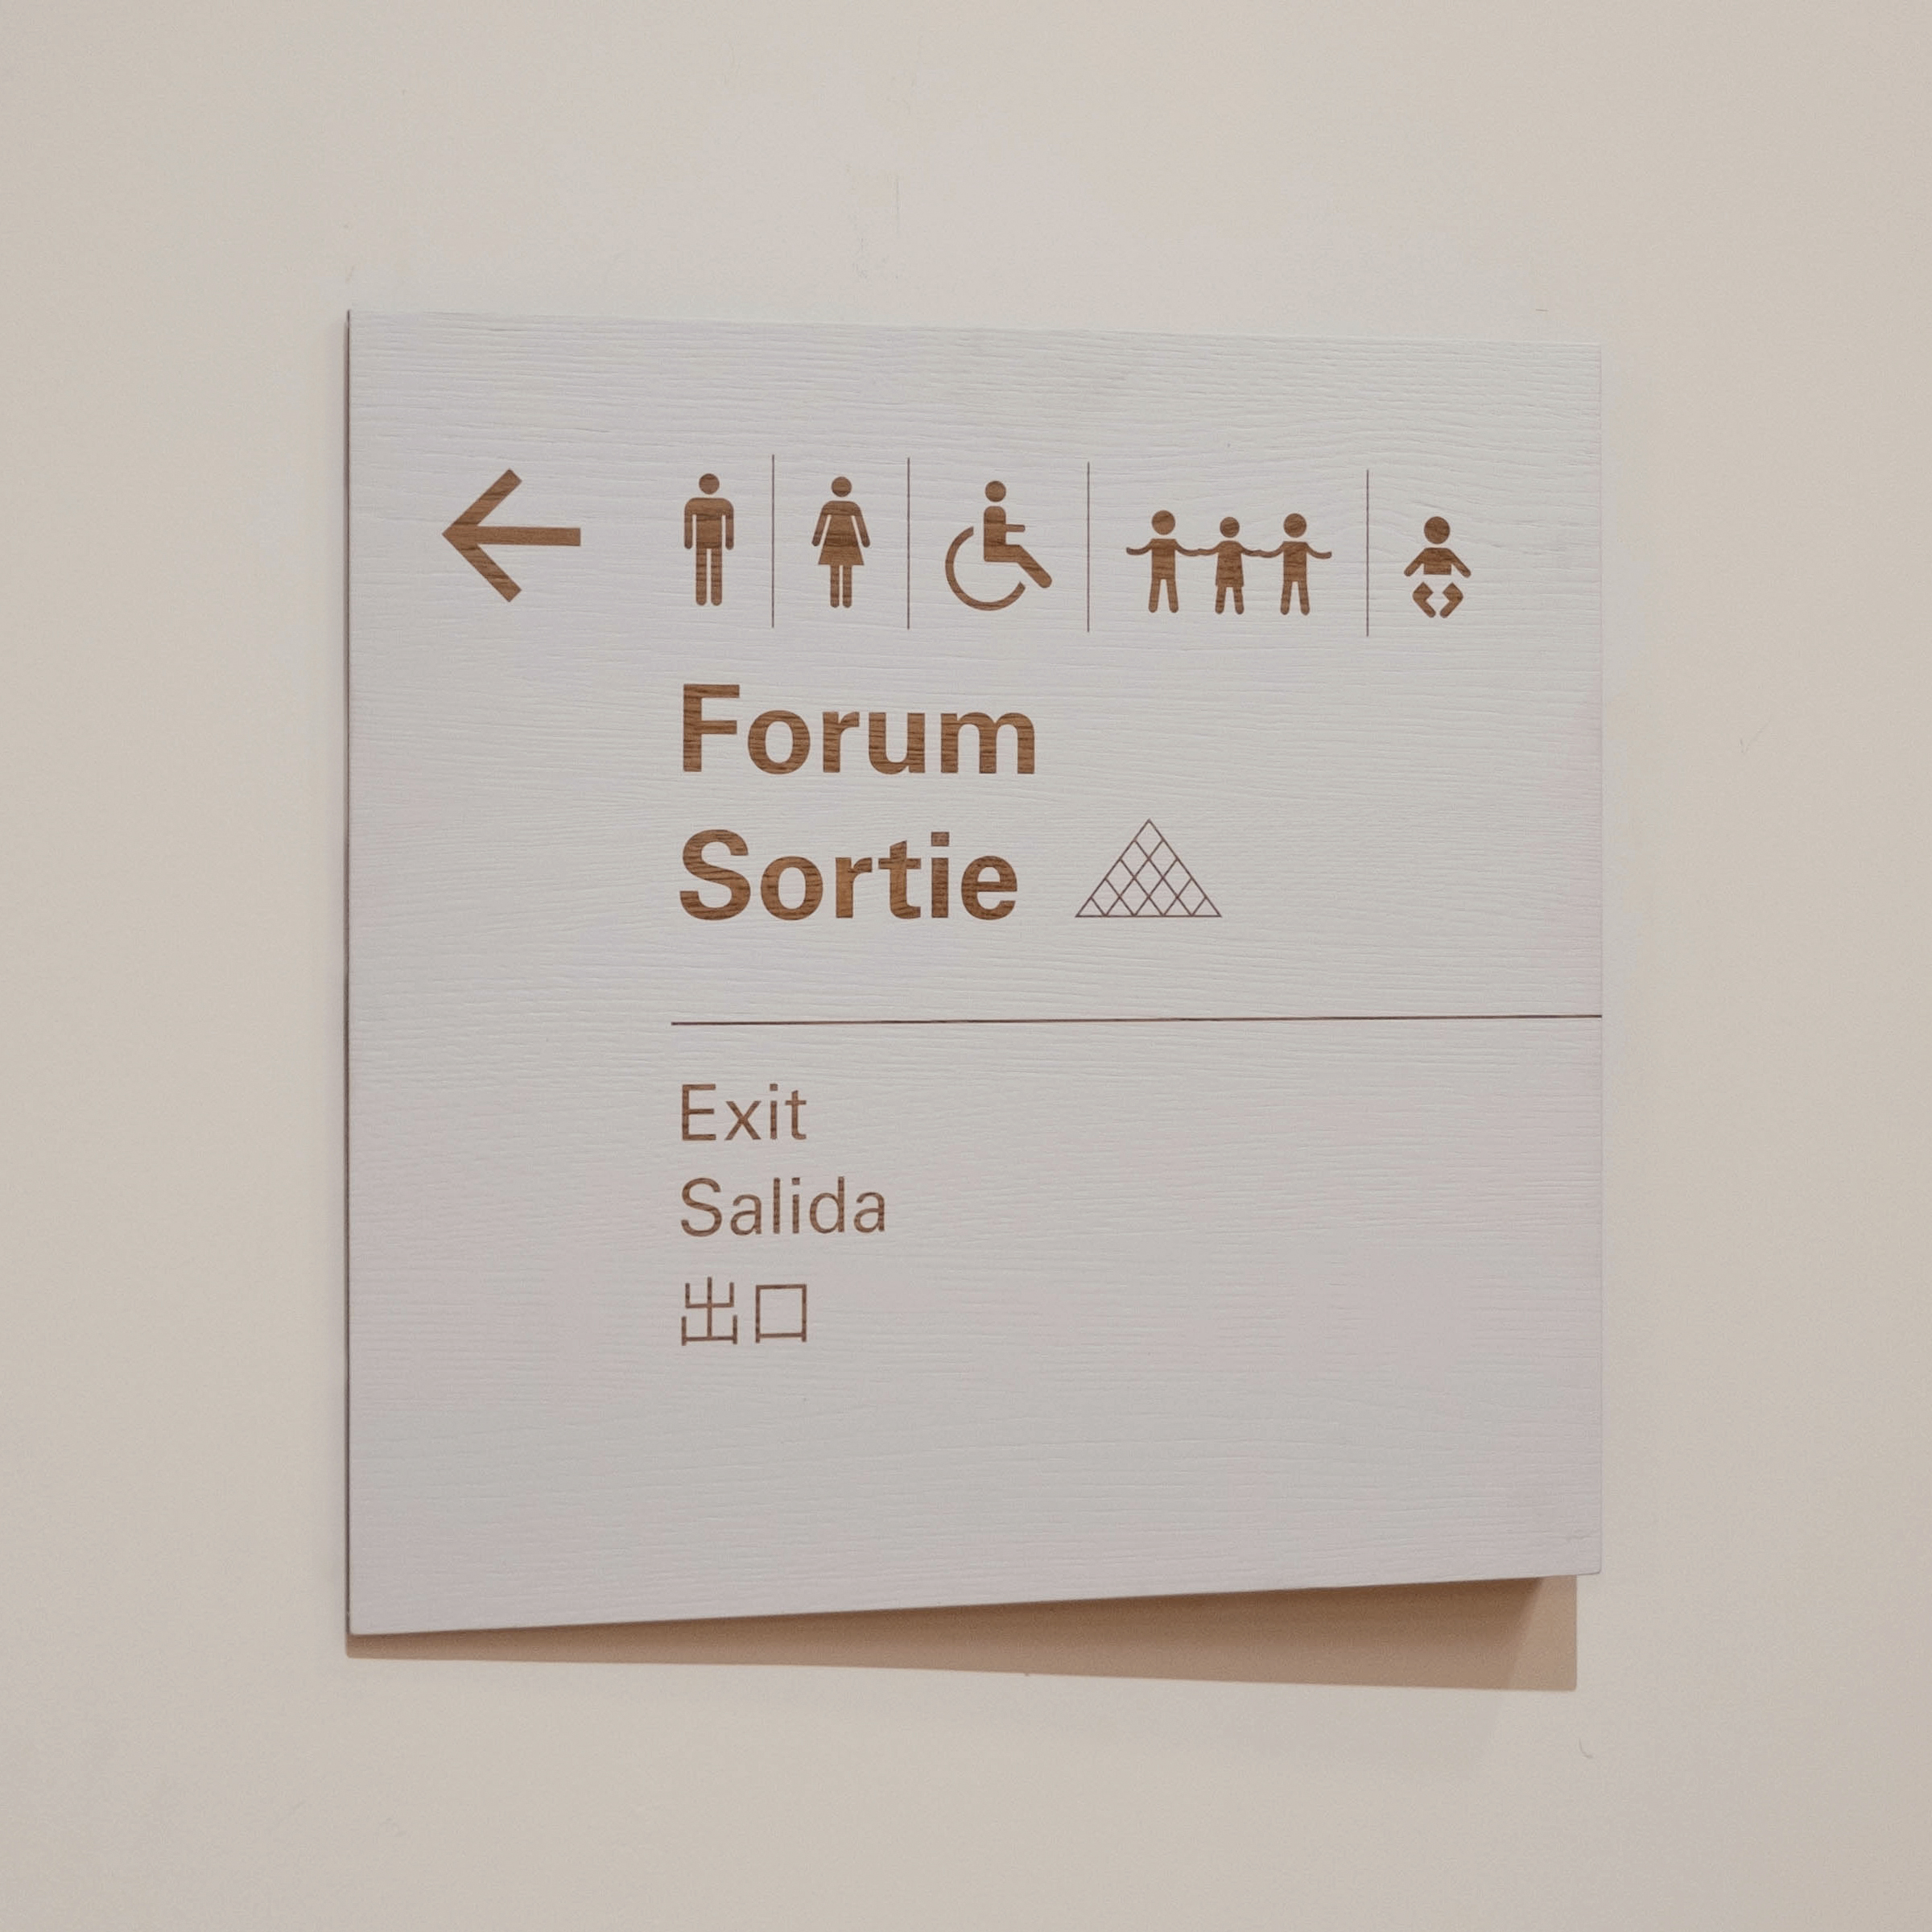 Forum
Sortie
Exit
Salida
出口